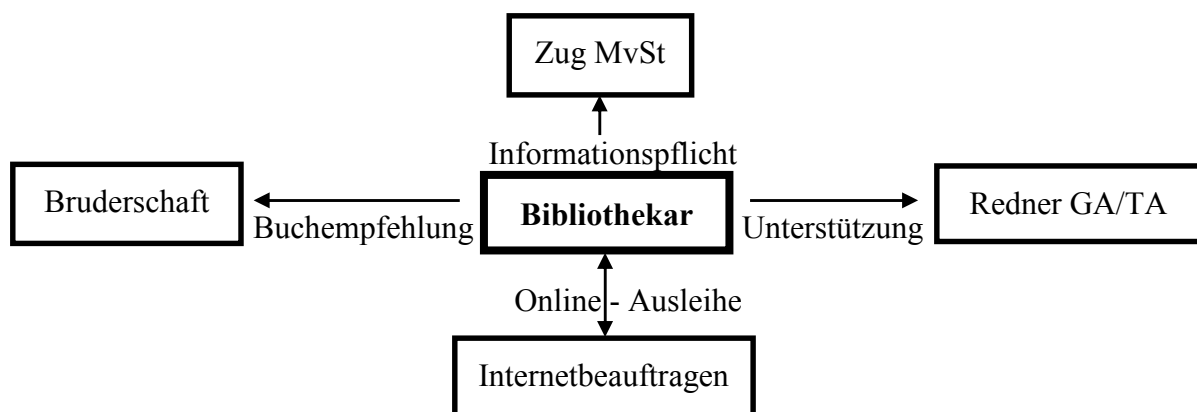 Zug MvSt
Informationspflicht
Bruderschaft
Buchempfehlung
Bibliothekar
Unterstützung
Redner GA/TA
Online - Ausleihe
Internetbeauftragen